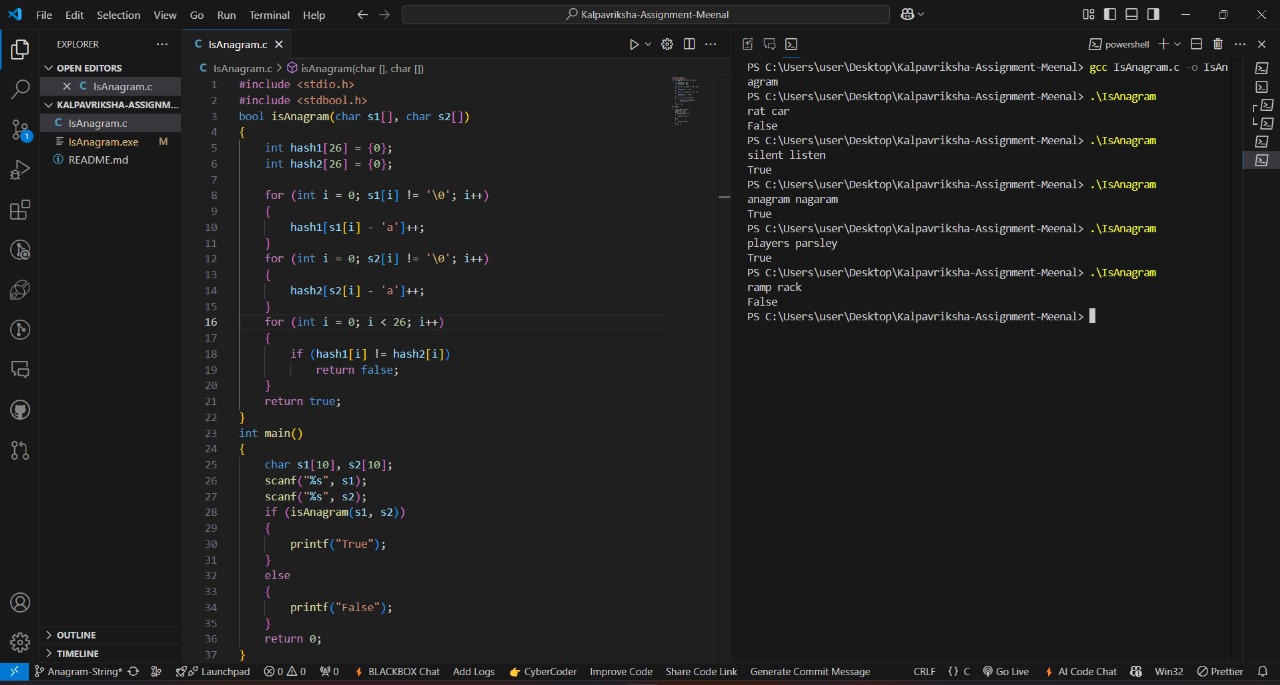 File Edit Selection View Go Run Terminal Help
Kalpavriksha-Assignment-Meenal
EXPLORER
OPEN EDITORS
IsAnagram.c
KALPAVRIKSHA-ASSIGNM...
C IsAnagram.c
IsAnagram.exe M
README.md
OUTLINE
TIMELINE
C IsAnagram.c
C IsAnagram.c > isAnagram(char [], char [])
1 #include <stdio.h>
2 #include <stdbool.h>
3 bool isAnagram(char s1[], char s2[])
4 {
5 int hash1[26] = {0};
6 int hash2[26] = {0};
7
8 for (int i = 0; s1[i] != '\0'; i++)
9 {
10 hash1[s1[i] - 'a']++;
11 }
12 for (int i = 0; s2[i] != '\0'; i++)
13 {
14 hash2[s2[i] - 'a']++;
15 }
16 for (int i = 0; i < 26; i++)
17 {
18 if (hash1[i] != hash2[i])
19 return false;
20 }
21 return true;
22 }
23 int main()
24 {
25 char s1[10], s2[10];
26 scanf("%s", s1);
27 scanf("%s", s2);
28 if (isAnagram(s1, s2))
29 {
30 printf("True");
31 }
32 else
33 {
34 printf("False");
35 }
36 return 0;
37 }
powershell
PS C:\Users\user\Desktop\Kalpavriksha-Assignment-Meenal> gcc IsAnagram.c -o IsAn
agram
PS C:\Users\user\Desktop\Kalpavriksha-Assignment-Meenal> .\IsAnagram
rat car
False
PS C:\Users\user\Desktop\Kalpavriksha-Assignment-Meenal> .\IsAnagram
silent listen
True
PS C:\Users\user\Desktop\Kalpavriksha-Assignment-Meenal> .\IsAnagram
anagram nagaram
True
PS C:\Users\user\Desktop\Kalpavriksha-Assignment-Meenal> .\IsAnagram
players parsley
True
PS C:\Users\user\Desktop\Kalpavriksha-Assignment-Meenal> .\IsAnagram
ramp rack
False
PS C:\Users\user\Desktop\Kalpavriksha-Assignment-Meenal>
1
Anagram-String* Launchpad 0 0 0 BLACKBOX Chat Add Logs CyberCoder Improve Code Share Code Link Generate Commit Message CRLF {} C Go Live AI Code Chat Win32 Prettier